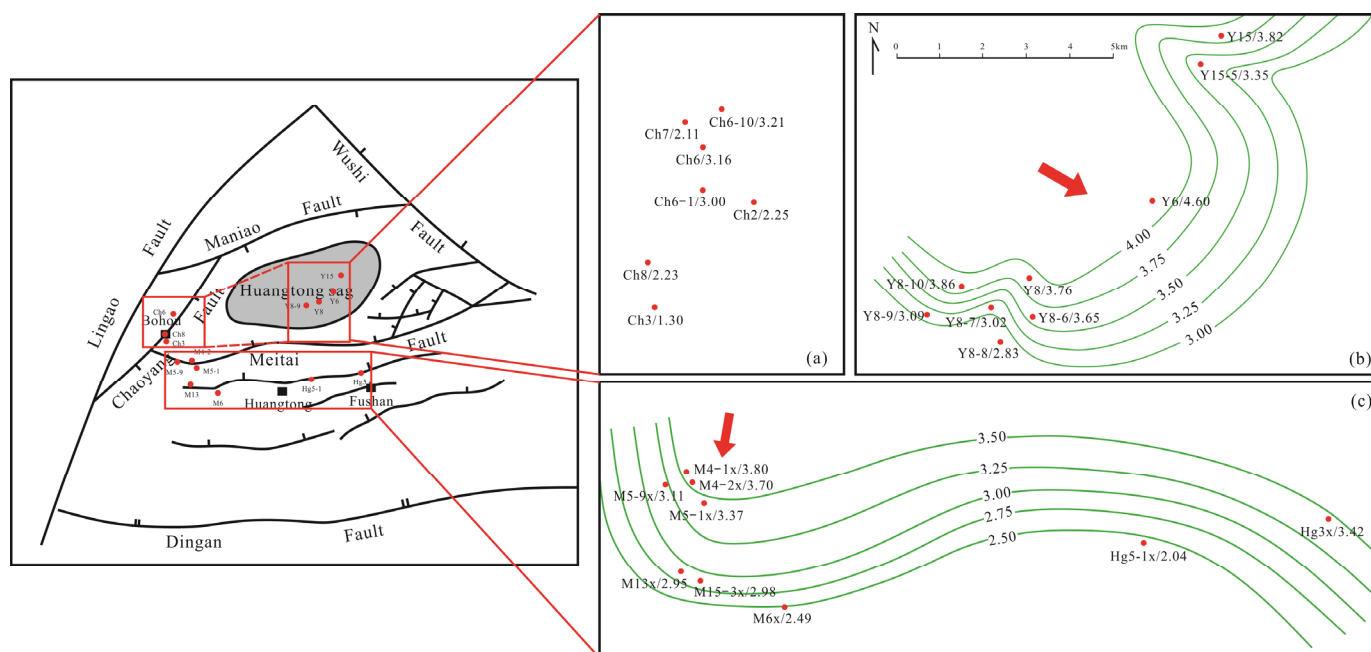 Wushi
Fault
Fault
Maniao
Fault
Fault
Lingao
Huangtong sag
Y15
Y6
Y8-9
Y8
Fault
Ch6
Bohou
Ch8
Ch3
Chaoyang
M4-2
M5-9
M5-1
Meitai
Fault
M13
M6
Hg5-1
Hg3
Huangtong
Fushan
Dingan
Fault
Ch6-10/3.21
Ch7/2.11
Ch6/3.16
Ch6-1/3.00
Ch2/2.25
Ch8/2.23
Ch3/1.30
(a)
N
0 1 2 3 4 5km
Y15/3.82
Y15-5/3.35
Y6/4.60
4.00
3.75
3.50
3.25
3.00
Y8-10/3.86
Y8/3.76
Y8-9/3.09
Y8-7/3.02
Y8-6/3.65
Y8-8/2.83
(b)
(c)
3.50
3.25
3.00
2.75
2.50
M4-1x/3.80
M4-2x/3.70
M5-9x/3.11
M5-1x/3.37
Hg3x/3.42
Hg5-1x/2.04
M13x/2.95
M15-3x/2.98
M6x/2.49